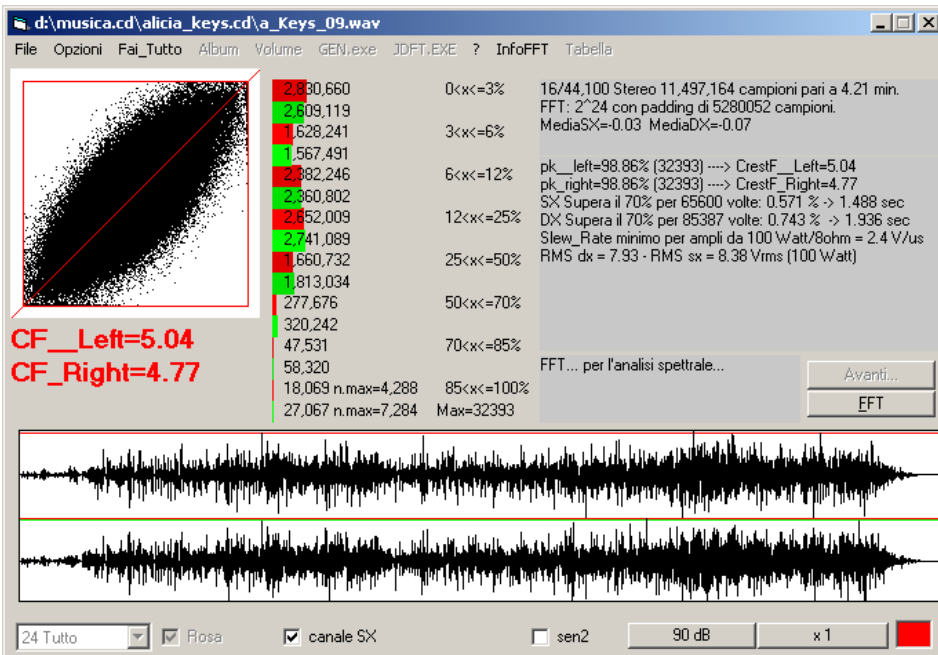 d:\musica.cd\alicia_keys.cd\a_Keys_09.wav
File Opzioni Fai_Tutto Album Volume GEN.exe JDFT.EXE ? InfoFFT Tabella
2,830,660 0<x<=3%
2,609,119
1,628,241 3<x<=6%
1,567,491
2,382,246 6<x<=12%
2,360,802
2,652,009 12<x<=25%
2,741,089
1,660,732 25<x<=50%
1,813,034
277,676 50<x<=70%
320,242
47,531 70<x<=85%
58,320
18,069 n.max=4,288 85<x<=100%
27,067 n.max=7,284 Max=32393
16/44,100 Stereo 11,497,164 campioni pari a 4.21 min.
FFT: 2^24 con padding di 5280052 campioni.
MediaSX=-0.03 MediaDX=-0.07
pk__left=98.86% (32393) ----> CrestF__Left=5.04
pk_right=98.86% (32393) ----> CrestF_Right=4.77
SX Supera il 70% per 65600 volte: 0.571 % -> 1.488 sec
DX Supera il 70% per 85387 volte: 0.743 % -> 1.936 sec
Slew_Rate minimo per ampli da 100 Watt/8ohm = 2.4 V/us
RMS dx = 7.93 - RMS sx = 8.38 Vrms (100 Watt)
CF__Left=5.04
CF_Right=4.77
FFT... per l'analisi spettrale...
Avanti...
FFT
24 Tutto Rosa canale SX sen2 90 dB x 1